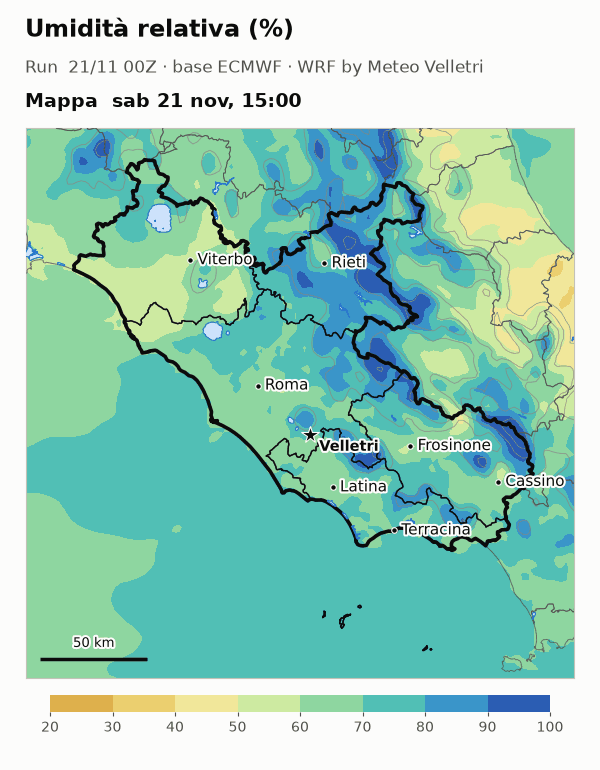 Umidità relativa (%)
Run  21/11 00Z · base ECMWF · WRF by Meteo Velletri
Mappa  sab 21 nov, 15:00
Viterbo
Rieti
Roma
Velletri
Frosinone
Latina
Cassino
Terracina
50 km
20 30 40 50 60 70 80 90 100